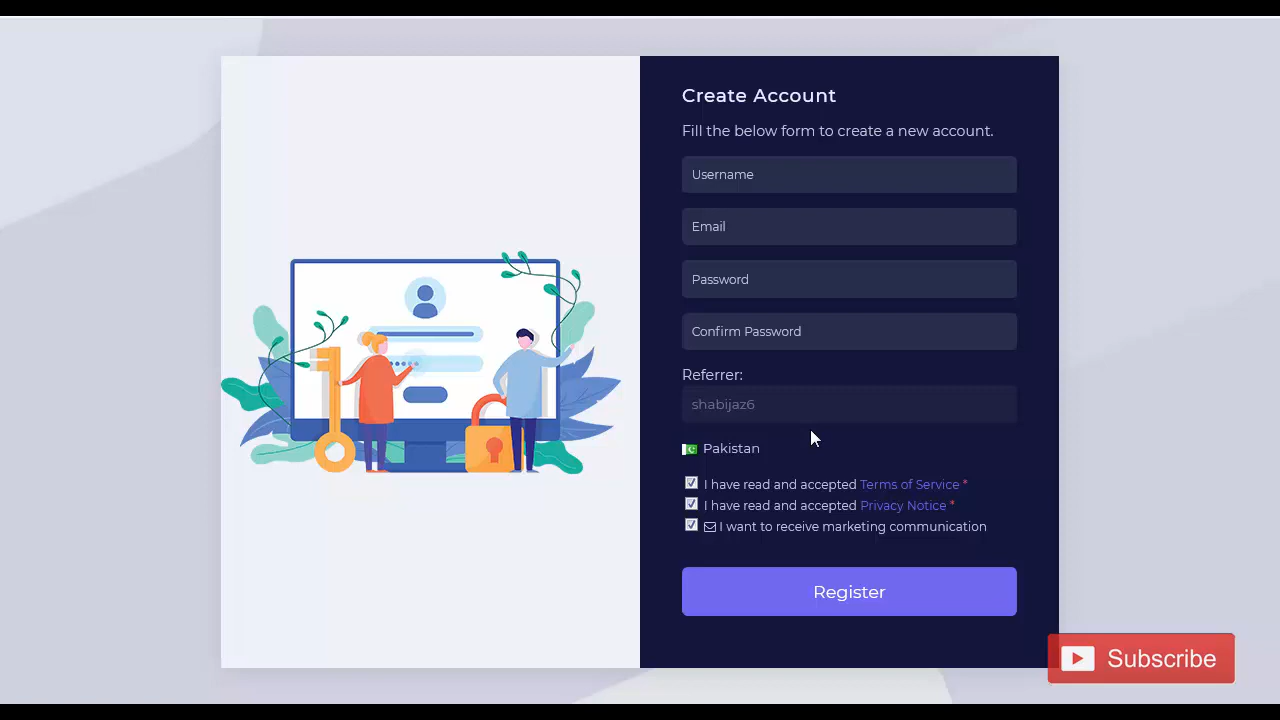 Create Account
Fill the below form to create a new account.
Username
Email
Password
Confirm Password
Referrer:
shabijaz6
Pakistan
I have read and accepted Terms of Service *
I have read and accepted Privacy Notice *
I want to receive marketing communication
Register
Subscribe